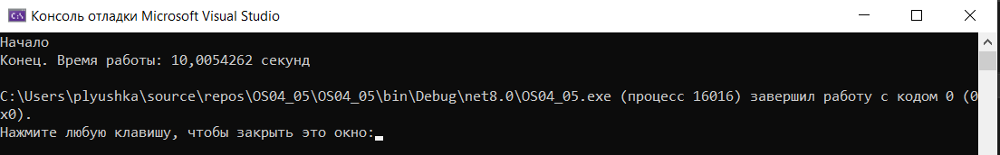 Консоль отладки Microsoft Visual Studio
Начало
Конец. Время работы: 10,0054262 секунд
C:\Users\plyushka\source\repos\OS04_05\OS04_05\bin\Debug\net8.0\OS04_05.exe (процесс 16016) завершил работу с кодом 0 (0
x0).
Нажмите любую клавишу, чтобы закрыть это окно: